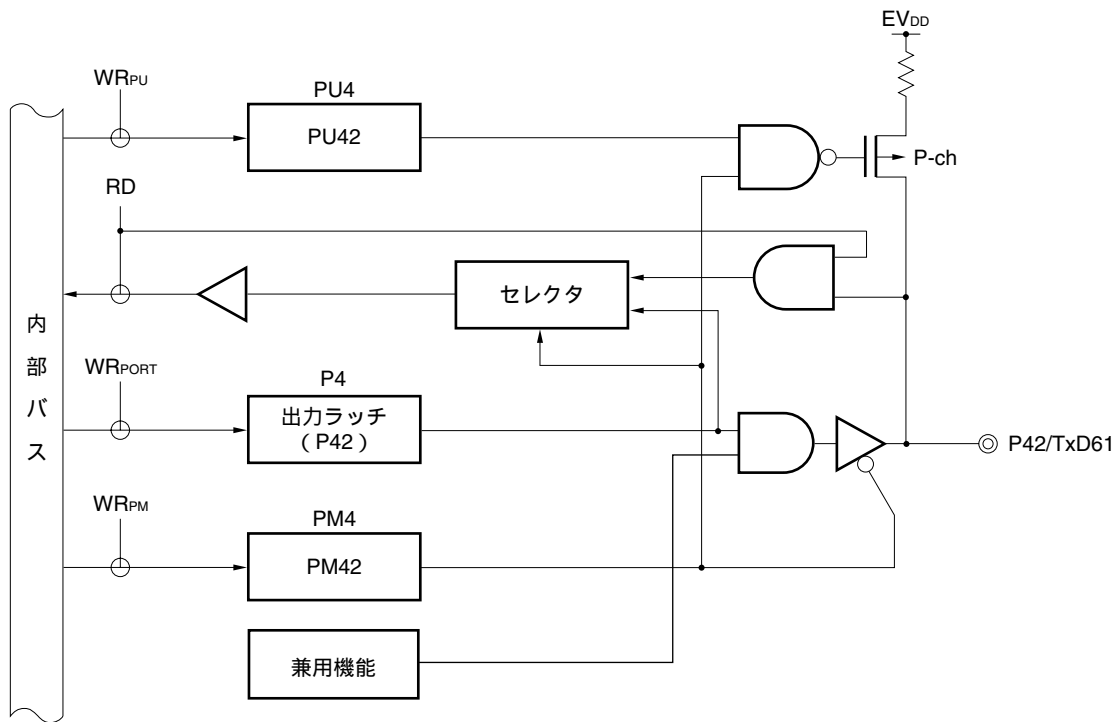 EVDD
WRPU
PU4
PU42
P-ch
RD
セレクタ
内部バス
WRPORT
P4
出力ラッチ
（P42）
P42/TxD61
WRPM
PM4
PM42
兼用機能